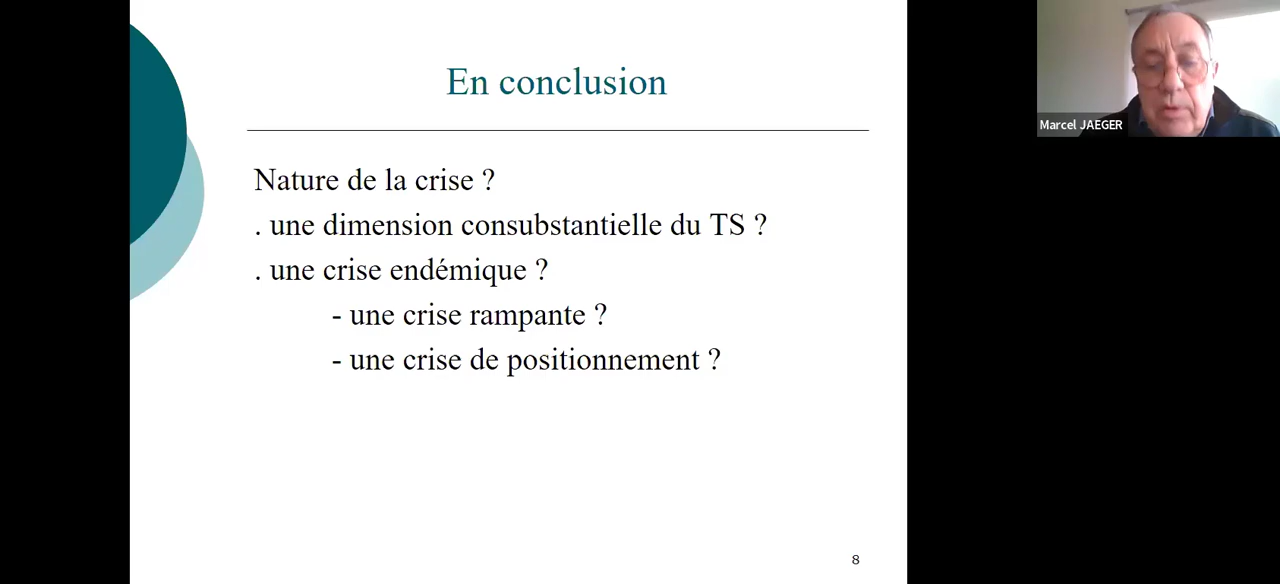 En conclusion
Marcel JAEGER
Nature de la crise ?
. une dimension consubstantielle du TS ?
. une crise endémique ?
- une crise rampante ?
- une crise de positionnement ?
8